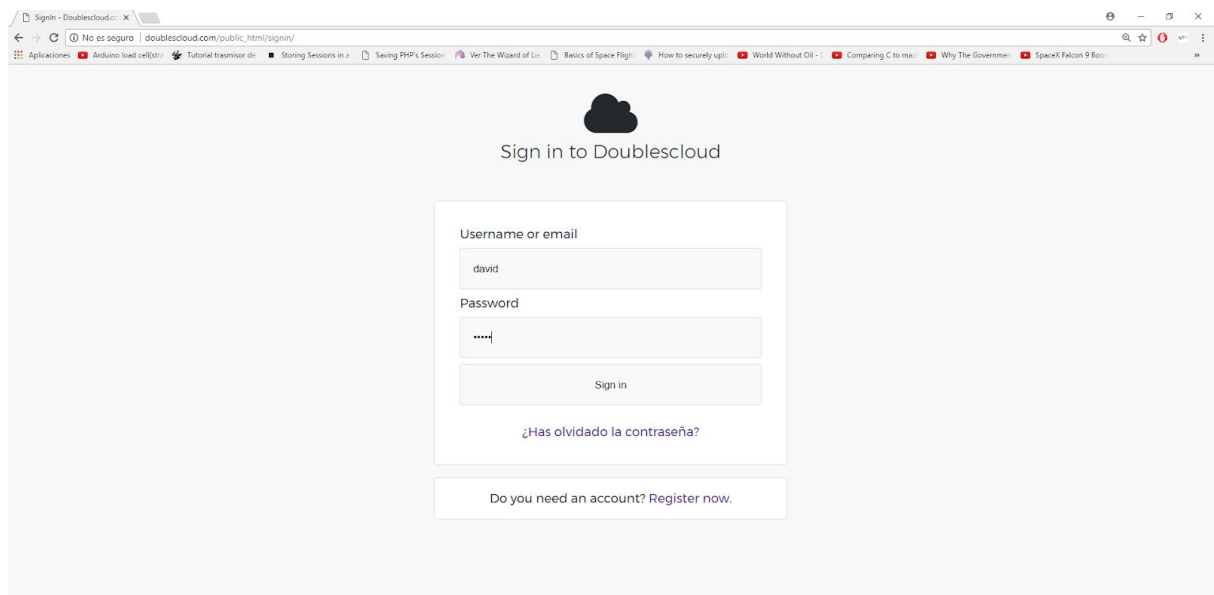 SignIn - Doublescloud.cc
No es seguro | doublescloud.com/public_html/signin/
Aplicaciones Arduino load cell(stra Tutorial trasmisor de Storing Sessions in a Saving PHP's Session Ver The Wizard of Lie Basics of Space Flight How to securely uplo World Without Oil - Comparing C to mac Why The Governmen SpaceX Falcon 9 Boo »
Sign in to Doublescloud
Username or email
david
Password
•••••
Sign in
¿Has olvidado la contraseña?
Do you need an account? Register now.